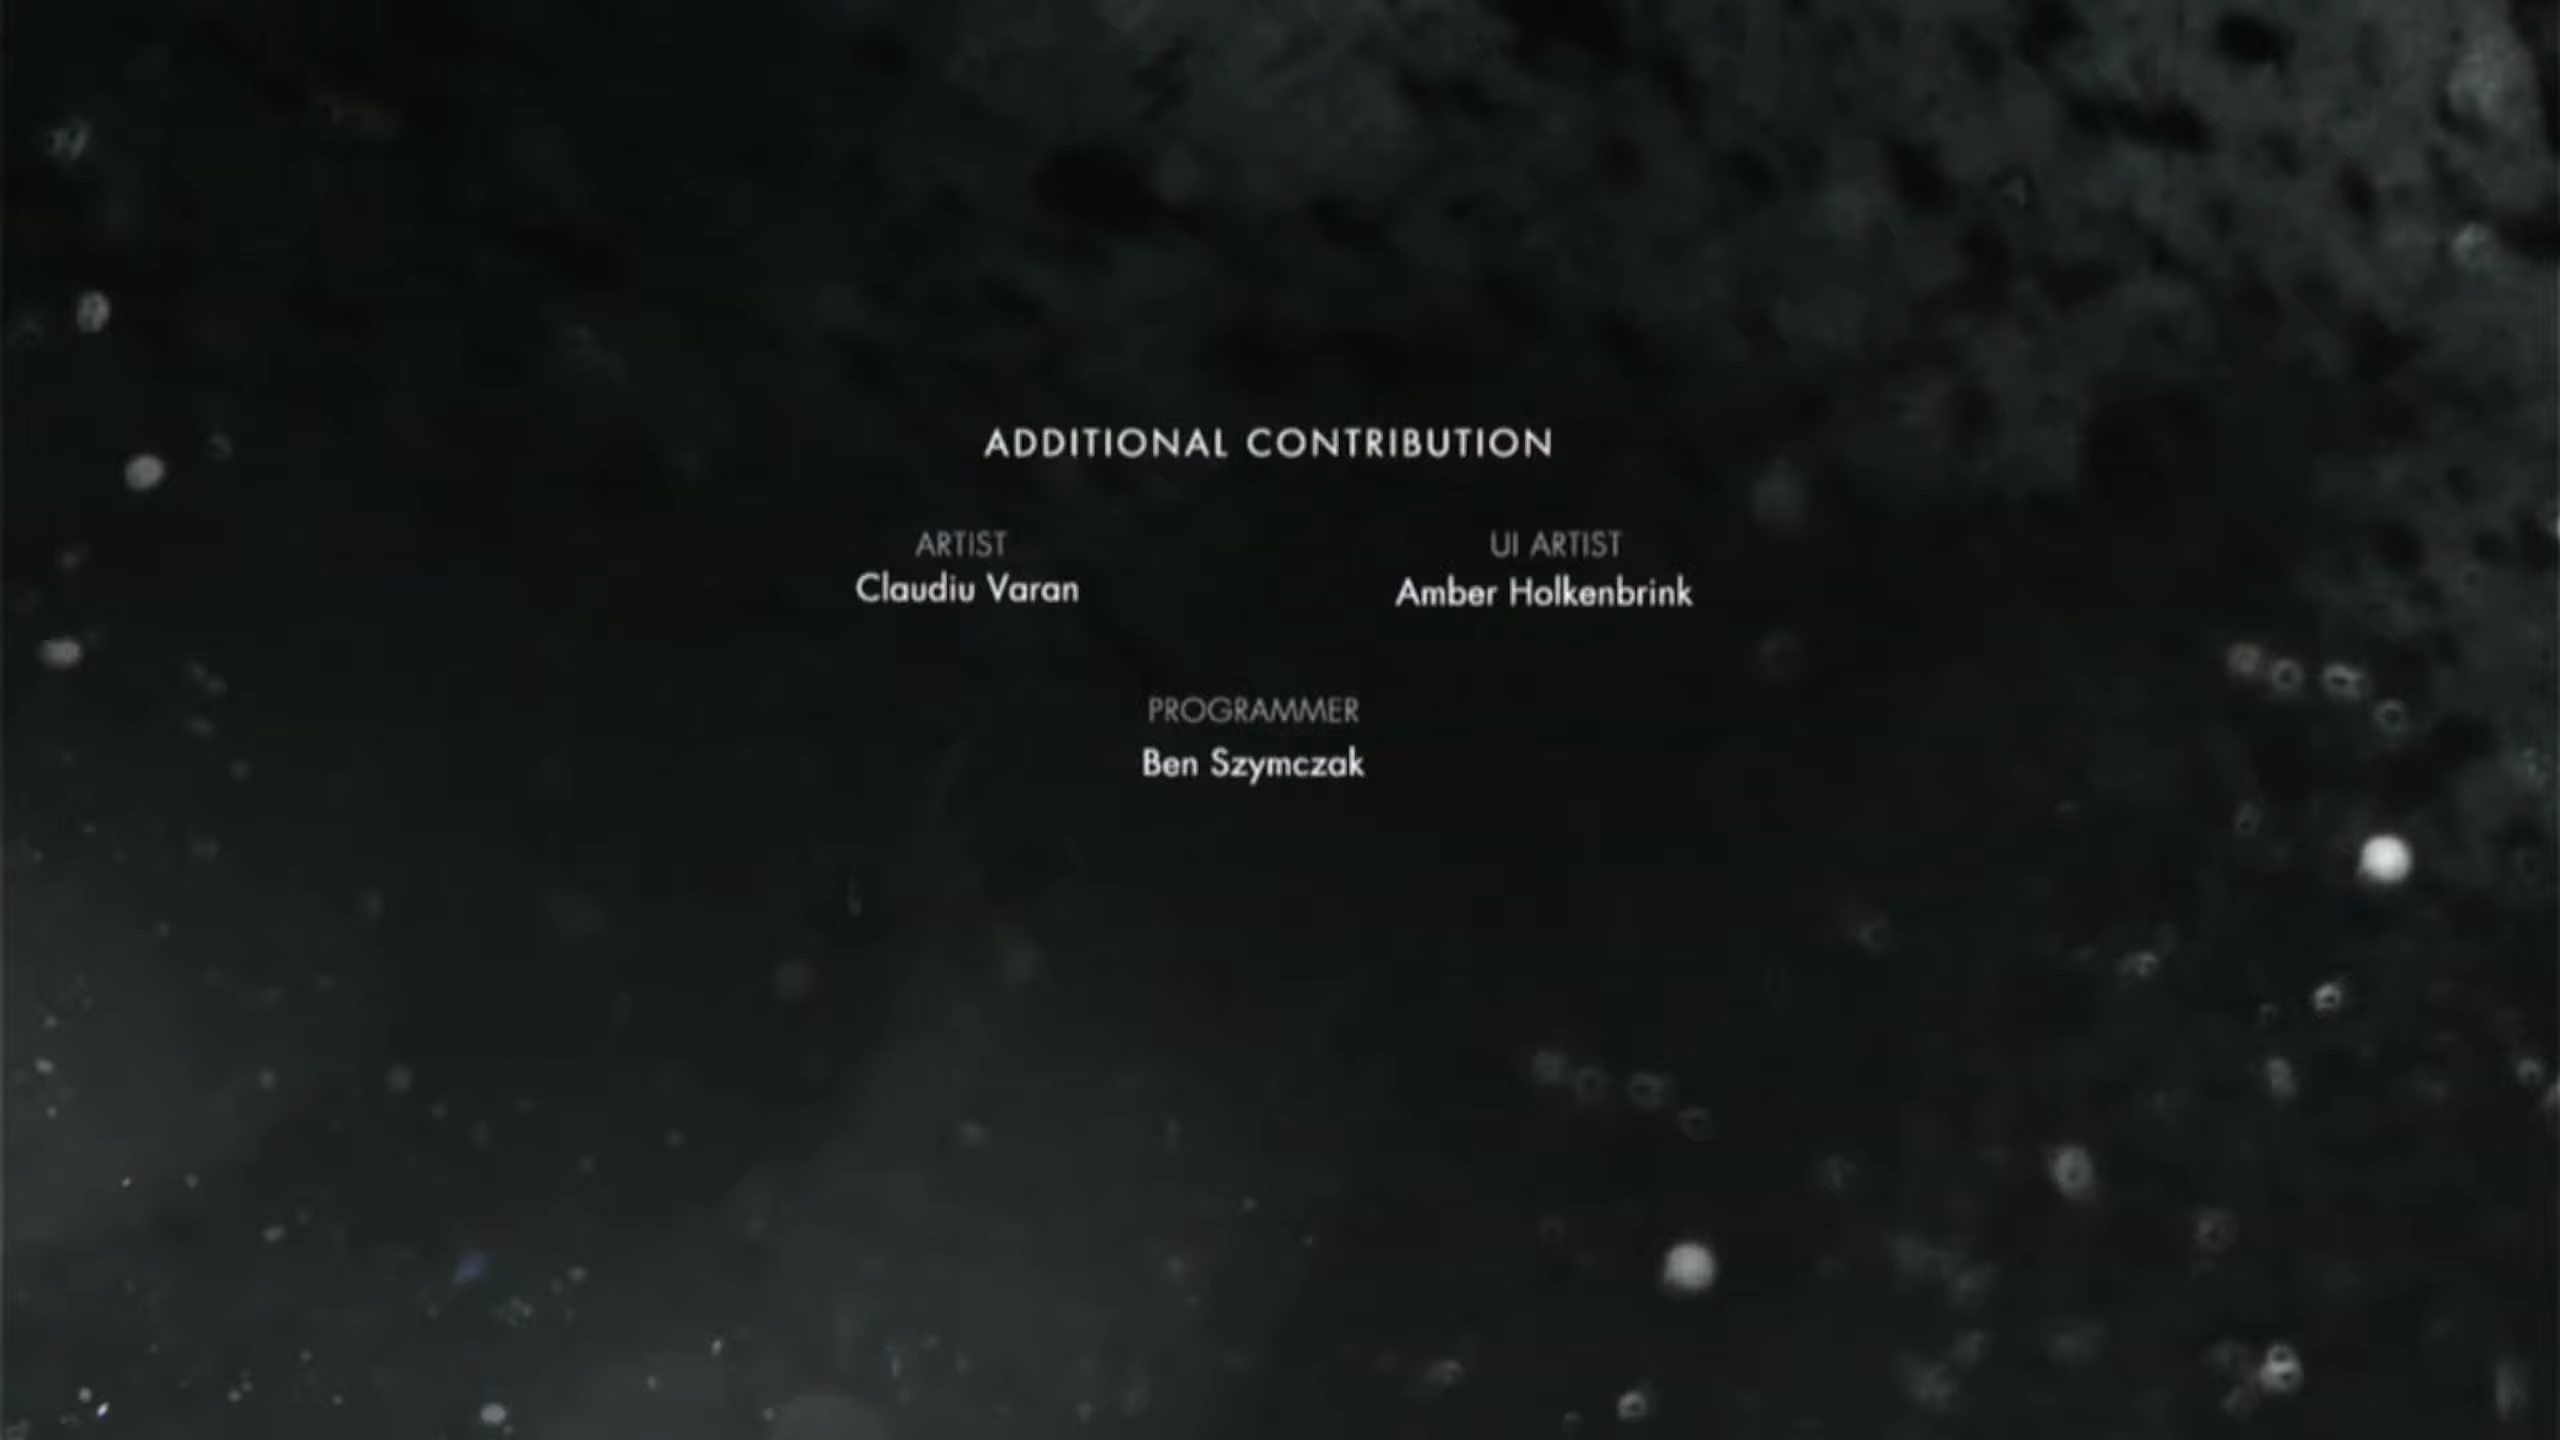 ADDITIONAL CONTRIBUTION
ARTIST
Claudiu Varan
UI ARTIST
Amber Holkenbrink
PROGRAMMER
Ben Szymczak